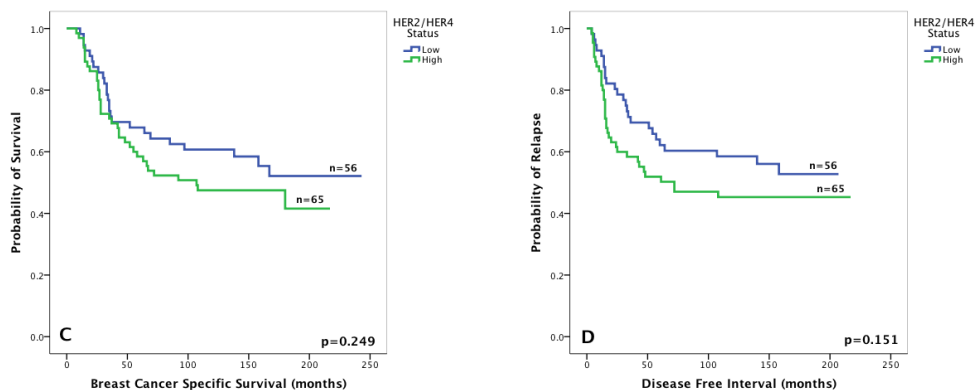 HER2/HER4
Status
Low
High
Probability of Survival
1.0
0.8
0.6
0.4
0.2
0.0
n=56
n=65
C
p=0.249
0
50
100
150
200
250
Breast Cancer Specific Survival (months)
HER2/HER4
Status
Low
High
Probability of Relapse
1.0
0.8
0.6
0.4
0.2
0.0
n=56
n=65
D
p=0.151
0
50
100
150
200
250
Disease Free Interval (months)